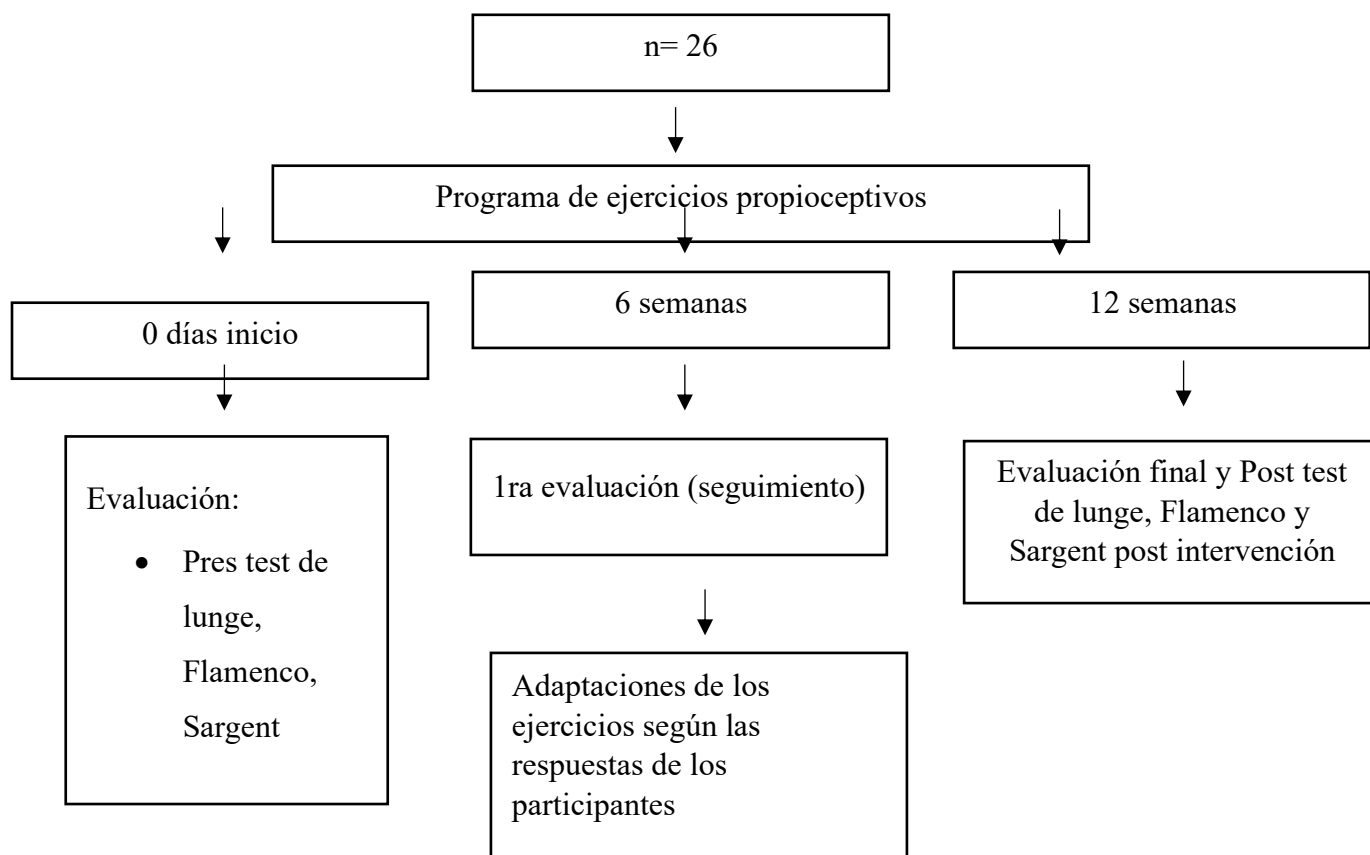 n= 26
Programa de ejercicios propioceptivos
0 días inicio
6 semanas
12 semanas
Evaluación:
• Pres test de
lunge,
Flamenco,
Sargent
1ra evaluación (seguimiento)
Adaptaciones de los
ejercicios según las
respuestas de los
participantes
Evaluación final y Post test
de lunge, Flamenco y
Sargent post intervención